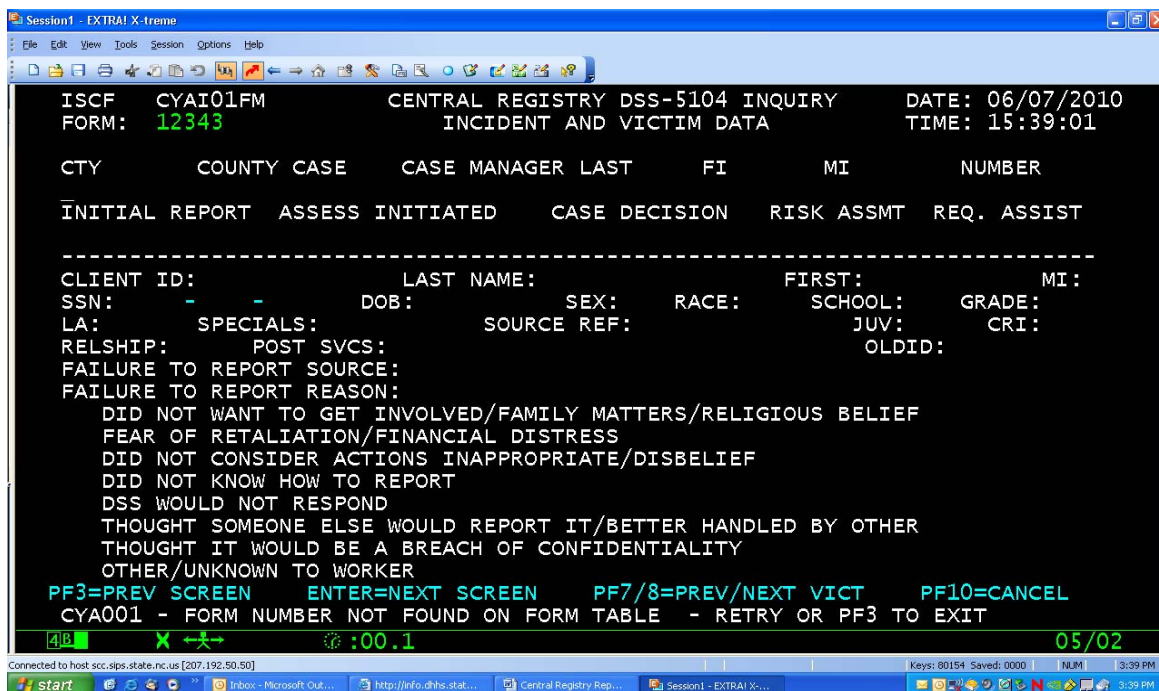 Session1 - EXTRA! X-treme
File Edit View Tools Session Options Help
ISCF CYAI01FM CENTRAL REGISTRY DSS-5104 INQUIRY DATE: 06/07/2010
FORM: 12343 INCIDENT AND VICTIM DATA TIME: 15:39:01
CTY COUNTY CASE CASE MANAGER LAST FI MI NUMBER
_
INITIAL REPORT ASSESS INITIATED CASE DECISION RISK ASSMT REQ. ASSIST
--------------------------------------------------------------------------------
CLIENT ID: LAST NAME: FIRST: MI:
SSN: - - DOB: SEX: RACE: SCHOOL: GRADE:
LA: SPECIALS: SOURCE REF: JUV: CRI:
RELSHIP: POST SVCS: OLDID:
FAILURE TO REPORT SOURCE:
FAILURE TO REPORT REASON:
DID NOT WANT TO GET INVOLVED/FAMILY MATTERS/RELIGIOUS BELIEF
FEAR OF RETALIATION/FINANCIAL DISTRESS
DID NOT CONSIDER ACTIONS INAPPROPRIATE/DISBELIEF
DID NOT KNOW HOW TO REPORT
DSS WOULD NOT RESPOND
THOUGHT SOMEONE ELSE WOULD REPORT IT/BETTER HANDLED BY OTHER
THOUGHT IT WOULD BE A BREACH OF CONFIDENTIALITY
OTHER/UNKNOWN TO WORKER
PF3=PREV SCREEN ENTER=NEXT SCREEN PF7/8=PREV/NEXT VICT PF10=CANCEL
CYA001 - FORM NUMBER NOT FOUND ON FORM TABLE - RETRY OR PF3 TO EXIT
4B X :00.1 05/02
Connected to host scc.sips.state.nc.us [207.192.50.50] Keys: 80154 Saved: 0000 NUM 3:39 PM
start Inbox - Microsoft Out... http://info.dhhs.stat... Central Registry Rep... Session1 - EXTRA! X-... 3:39 PM